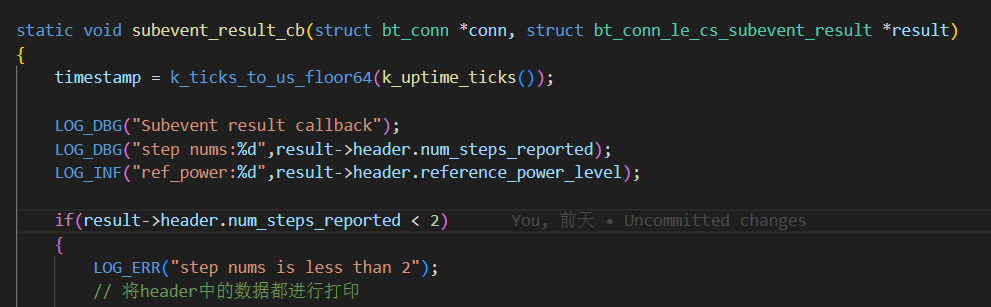 static void subevent_result_cb(struct bt_conn *conn, struct bt_conn_le_cs_subevent_result *result)
{
    timestamp = k_ticks_to_us_floor64(k_uptime_ticks());

    LOG_DBG("Subevent result callback");
    LOG_DBG("step nums:%d",result->header.num_steps_reported);
    LOG_INF("ref_power:%d",result->header.reference_power_level);

    if(result->header.num_steps_reported < 2)    You, 前天 • Uncommitted changes
    {
        LOG_ERR("step nums is less than 2");
        // 将header中的数据都进行打印